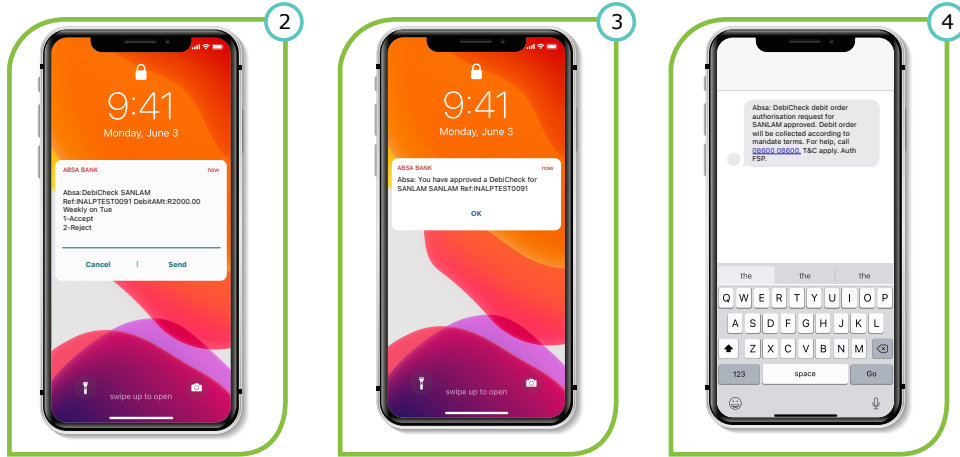 2
9:41
Monday, June 3
ABSA BANK now
Absa:DebiCheck SANLAM
Ref:INALPTEST0091 DebitAMt:R2000.00
Weekly on Tue
1-Accept
2-Reject
Cancel | Send
swipe up to open
3
9:41
Monday, June 3
ABSA BANK now
Absa: You have approved a DebiCheck for
SANLAM SANLAM Ref:INALPTEST0091
OK
swipe up to open
4
Absa: DebiCheck debit order
authorisation request for
SANLAM approved. Debit order
will be collected according to
mandate terms. For help, call
08600 08600, T&C apply. Auth
FSP.
the the the
Q W E R T Y U I O P
A S D F G H J K L
Z X C V B N M
123 space Go